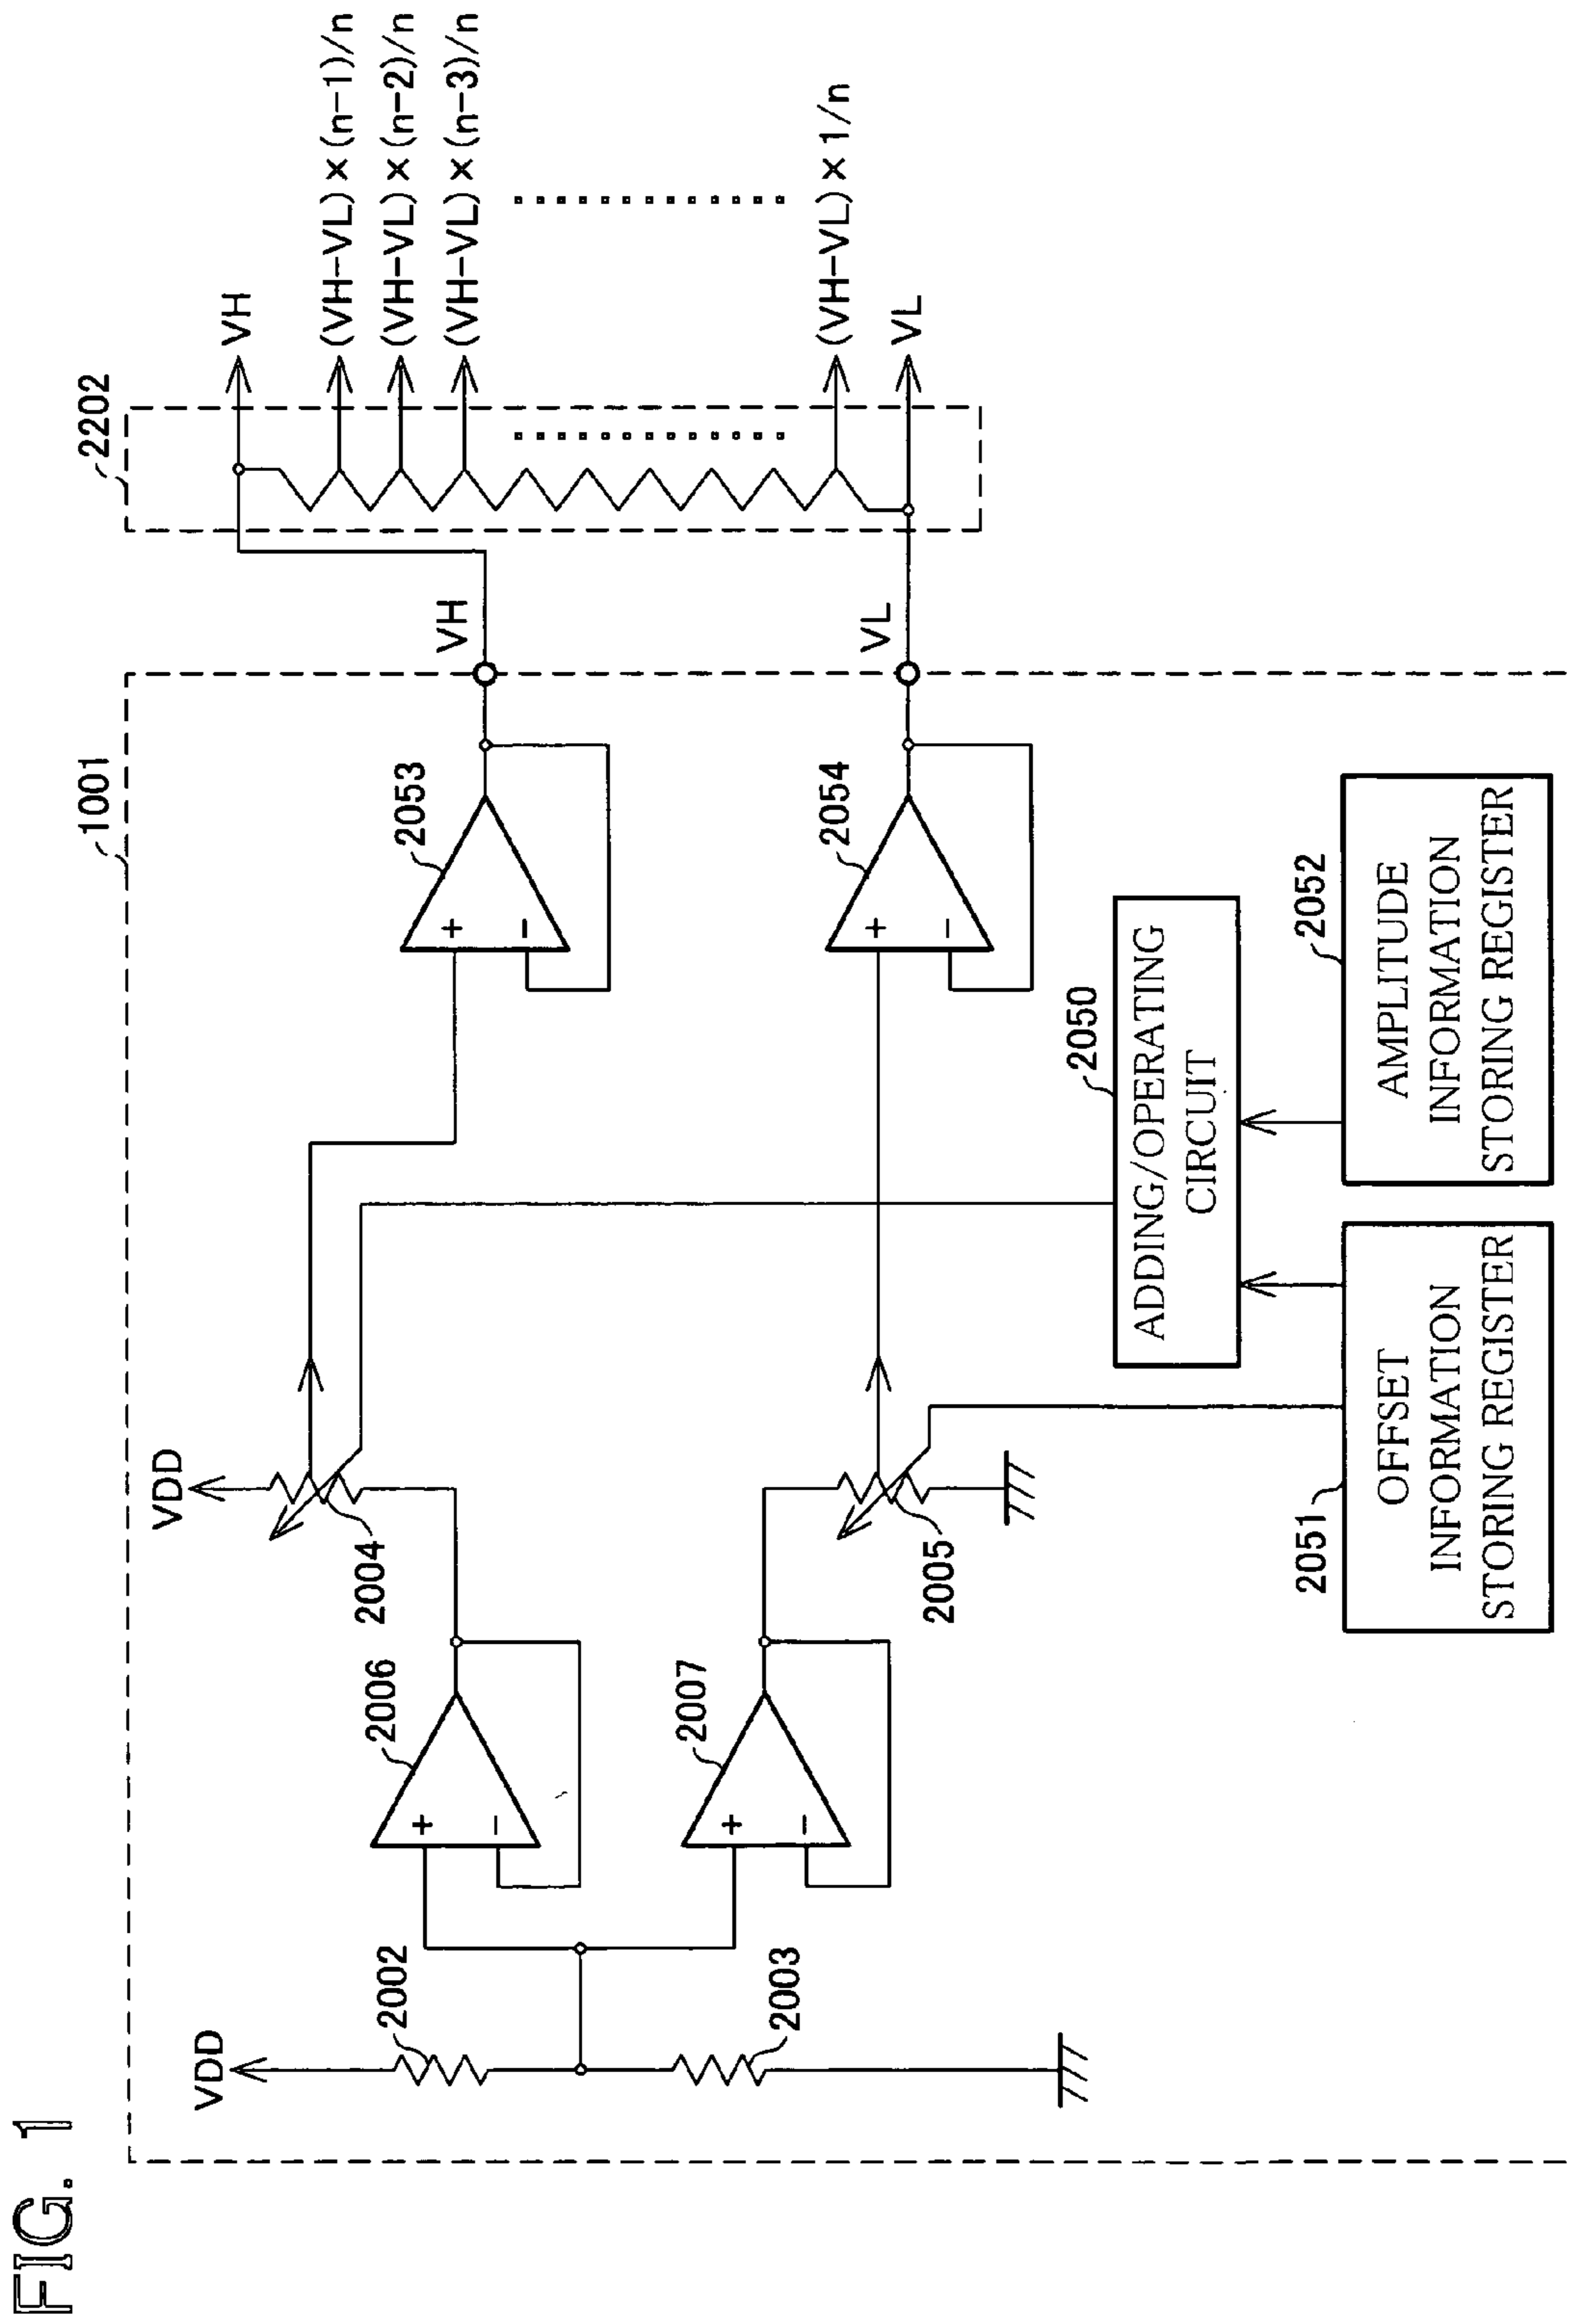 FIG. 1
1001
2202
VDD
2002
2003
2006
2007
VDD
2004
2005
2053
2054
+
−
+
−
+
−
+
−
VH
VL
VH
(VH-VL)×(n-1)/n
(VH-VL)×(n-2)/n
(VH-VL)×(n-3)/n
(VH-VL)×1/n
VL
2050
ADDING/OPERATING
CIRCUIT
2051
OFFSET
INFORMATION
STORING REGISTER
2052
AMPLITUDE
INFORMATION
STORING REGISTER